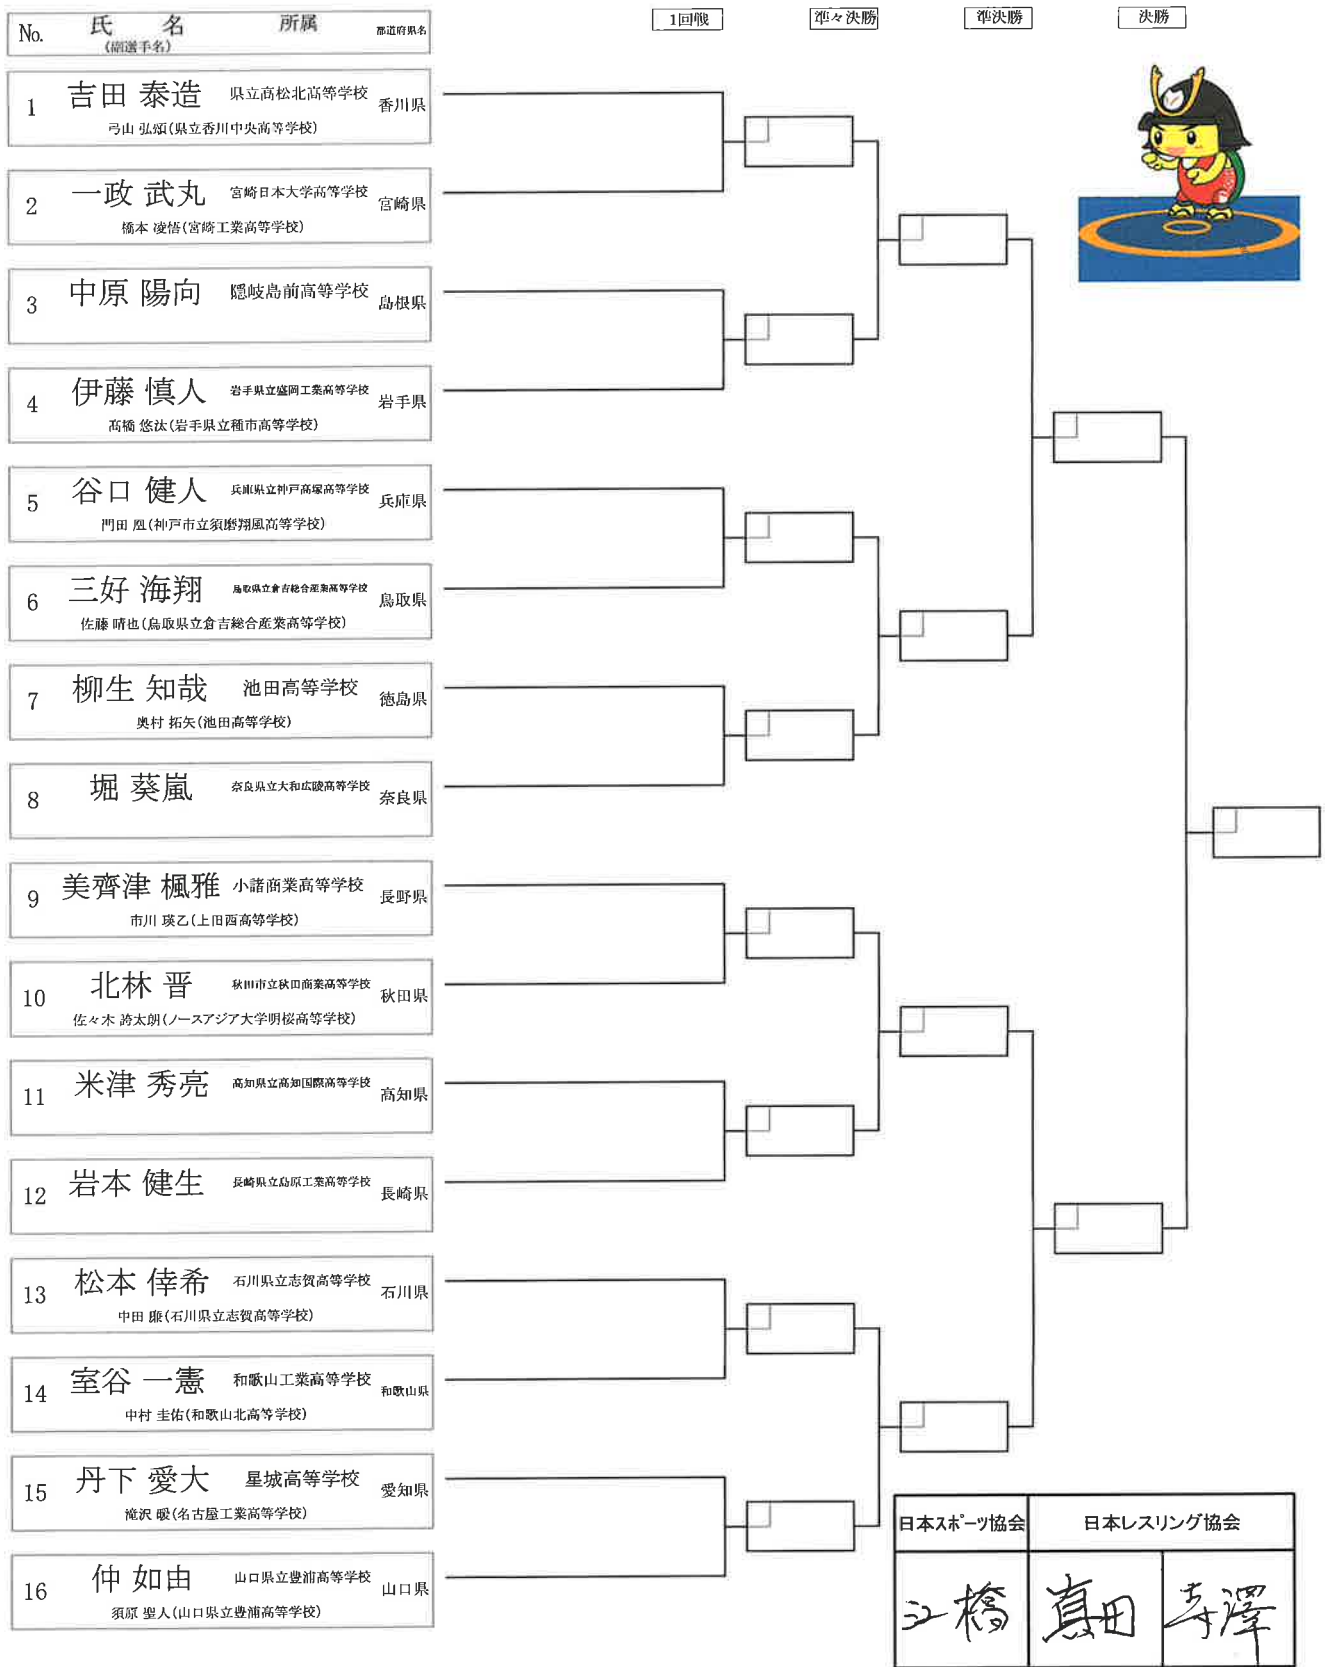 No. 氏 名 所属 都道府県名
(副選手名)
1回戦 準々決勝 準決勝 決勝
1 吉田 泰造 県立高松北高等学校 香川県
弓山 弘頌(県立香川中央高等学校)
2 一政 武丸 宮崎日本大学高等学校 宮崎県
橋本 凌悟(宮崎工業高等学校)
3 中原 陽向 隠岐島前高等学校 島根県
4 伊藤 慎人 岩手県立盛岡工業高等学校 岩手県
髙橋 悠汰(岩手県立種市高等学校)
5 谷口 健人 兵庫県立神戸高塚高等学校 兵庫県
門田 凰(神戸市立須磨翔風高等学校)
6 三好 海翔 鳥取県立倉吉総合産業高等学校 鳥取県
佐藤 晴也(鳥取県立倉吉総合産業高等学校)
7 柳生 知哉 池田高等学校 徳島県
奥村 拓矢(池田高等学校)
8 堀 葵嵐 奈良県立大和広陵高等学校 奈良県
9 美齊津 楓雅 小諸商業高等学校 長野県
市川 瑛乙(上田西高等学校)
10 北林 晋 秋田市立秋田商業高等学校 秋田県
佐々木 誇太朗(ノースアジア大学明桜高等学校)
11 米津 秀亮 高知県立高知国際高等学校 高知県
12 岩本 健生 長崎県立島原工業高等学校 長崎県
13 松本 倖希 石川県立志賀高等学校 石川県
中田 廉(石川県立志賀高等学校)
14 室谷 一憲 和歌山工業高等学校 和歌山県
中村 圭佑(和歌山北高等学校)
15 丹下 愛大 星城高等学校 愛知県
滝沢 暖(名古屋工業高等学校)
16 仲 如由 山口県立豊浦高等学校 山口県
須原 聖人(山口県立豊浦高等学校)
日本スポーツ協会 日本レスリング協会
江橋 真田 寺澤